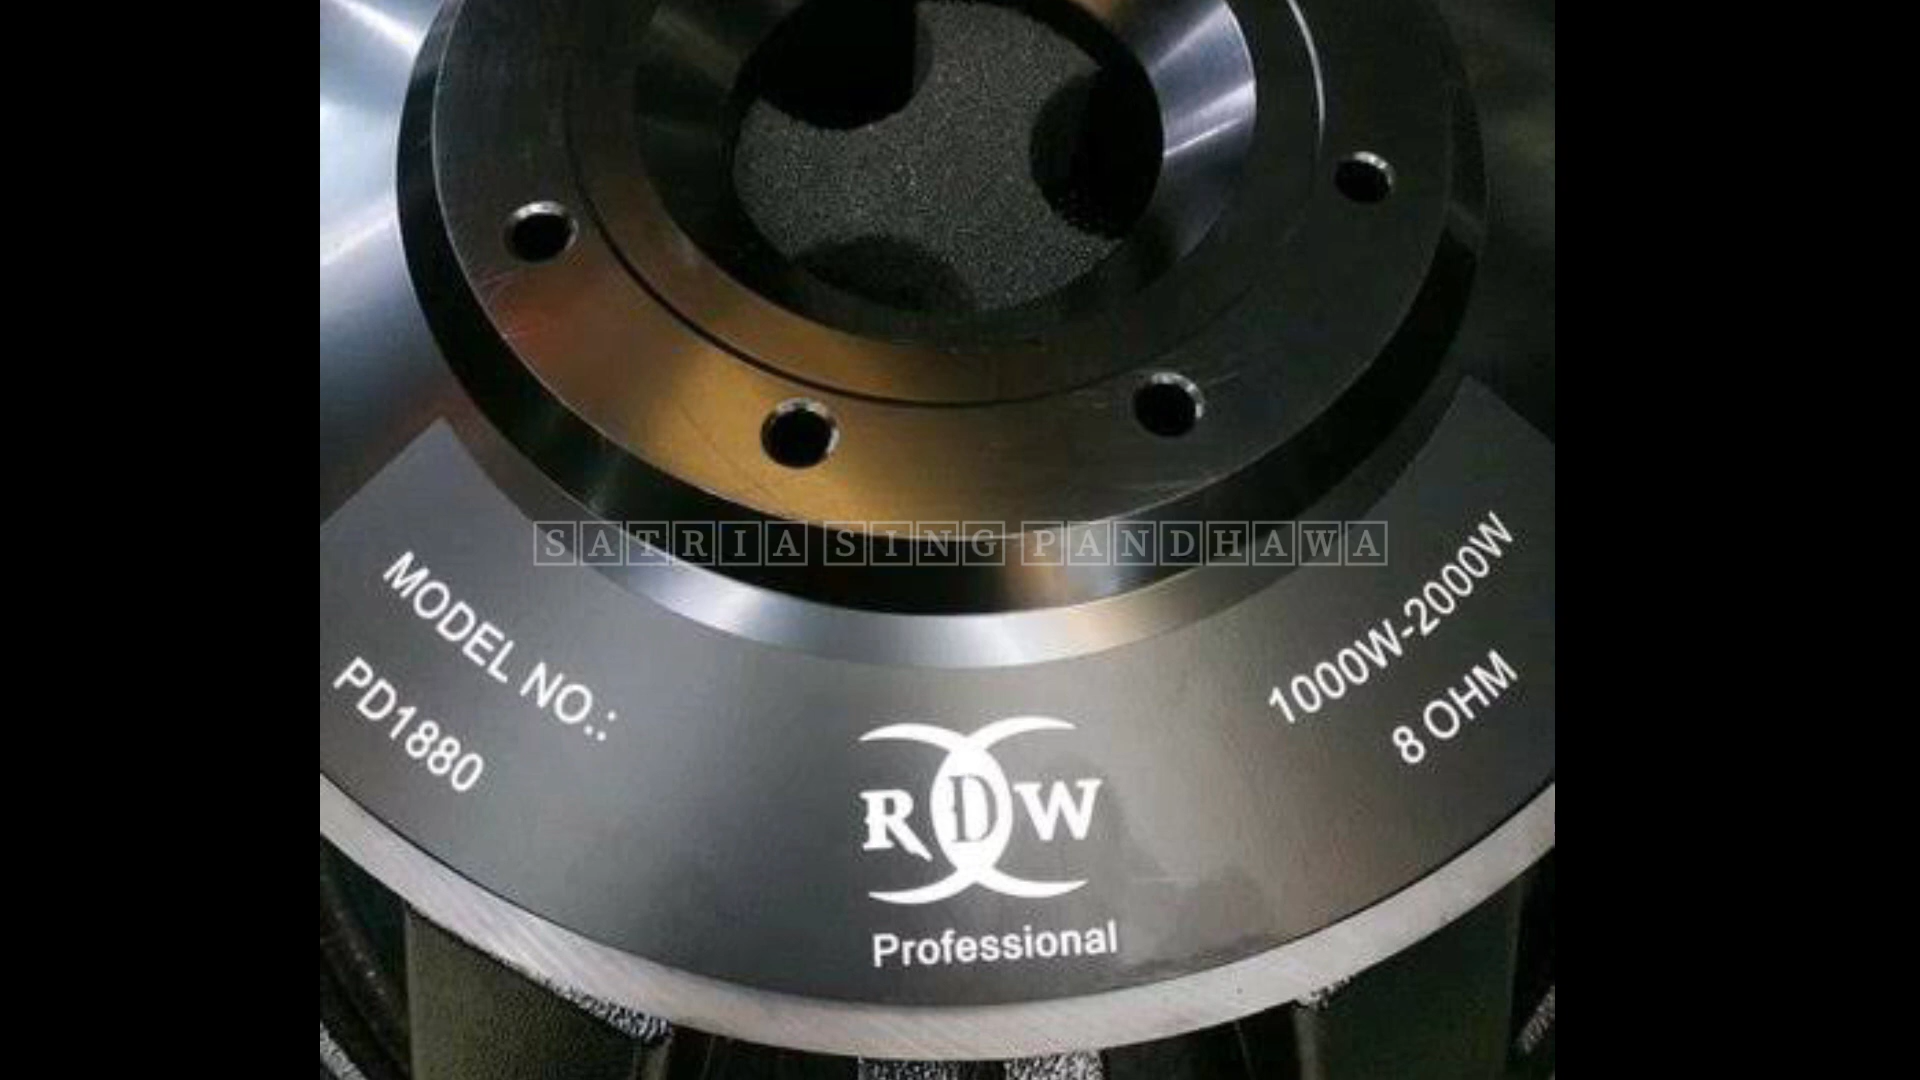 SATRIA SING PANDHAWA
MODEL NO.:
PD1880
1000W-2000W
8 OHM
RDW
Professional